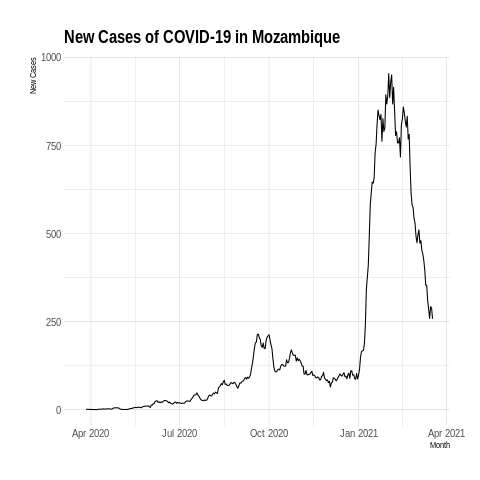 New Cases of COVID-19 in Mozambique
New Cases
1000
750
500
250
0
Apr 2020
Jul 2020
Oct 2020
Jan 2021
Apr 2021
Month